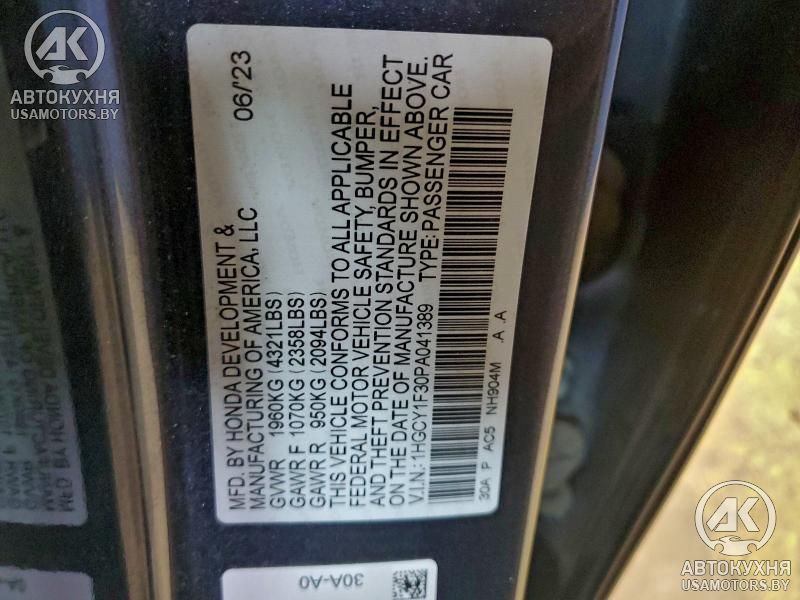 AK
АВТОКУХНЯ
USAMOTORS.BY
MFD. BY HONDA DEVELOPMENT & 06/'23
MANUFACTURING OF AMERICA, LLC
GVWR 1960KG (4321LBS)
GAWR F 1070KG (2358LBS)
GAWR R 950KG (2094LBS)
THIS VEHICLE CONFORMS TO ALL APPLICABLE
FEDERAL MOTOR VEHICLE SAFETY, BUMPER,
AND THEFT PREVENTION STANDARDS IN EFFECT
ON THE DATE OF MANUFACTURE SHOWN ABOVE.
V.I.N.: 1HGCY1F30PA041389 TYPE: PASSENGER CAR
30A P AC5 NH904M .A .A
30A-A0
AK
АВТОКУХНЯ
USAMOTORS.BY